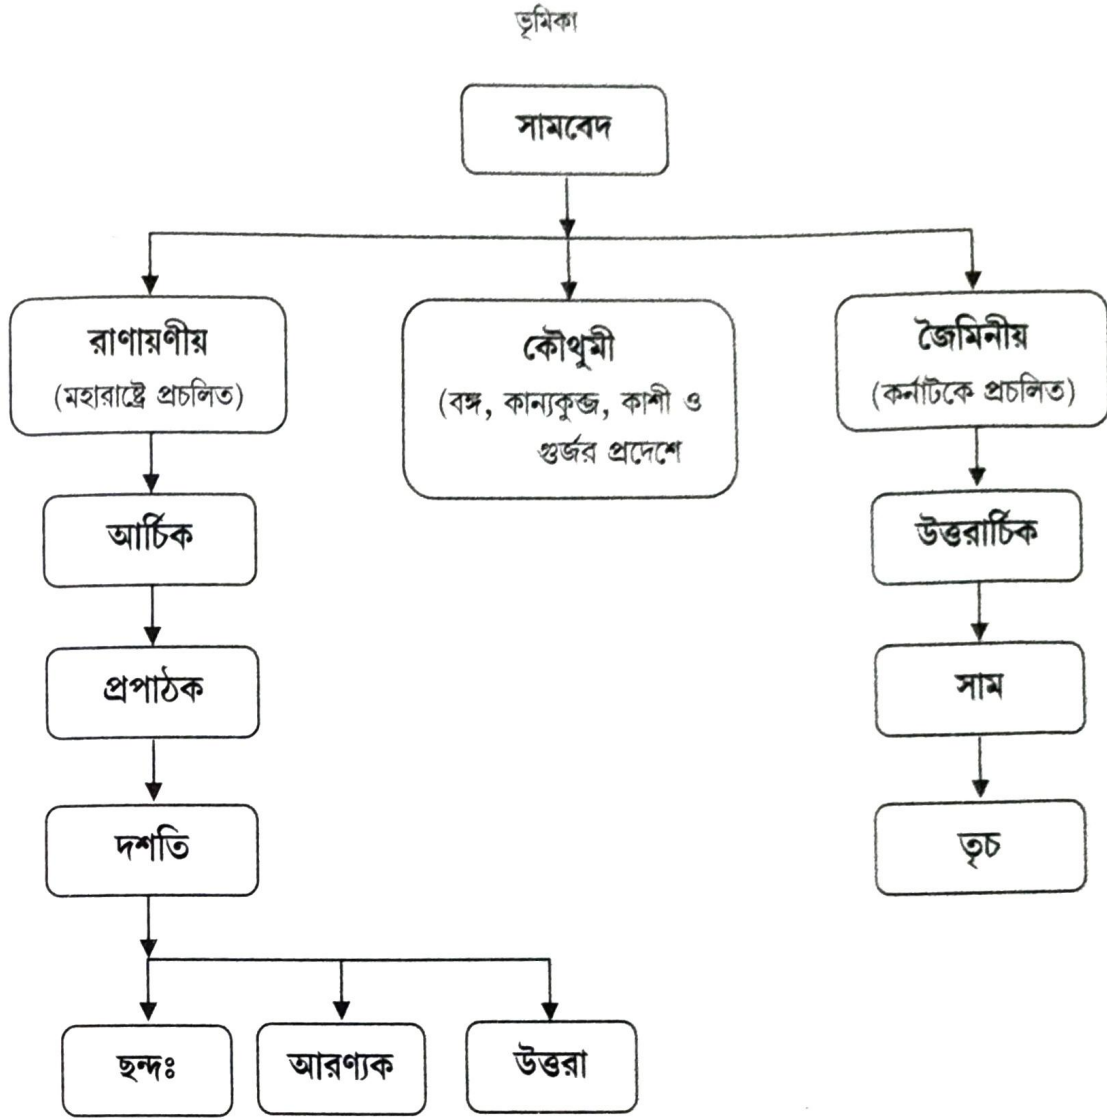 ভূমিকা
সামবেদ
রাণায়ণীয়
(মহারাষ্ট্রে প্রচলিত)
কৌথুমী
(বঙ্গ, কান্যকুব্জ, কাশী ও
গুর্জর প্রদেশে
জৈমিনীয়
(কর্নাটকে প্রচলিত)
আর্চিক
প্রপাঠক
দশতি
ছন্দঃ
আরণ্যক
উত্তরা
উত্তরার্চিক
সাম
তৃচ